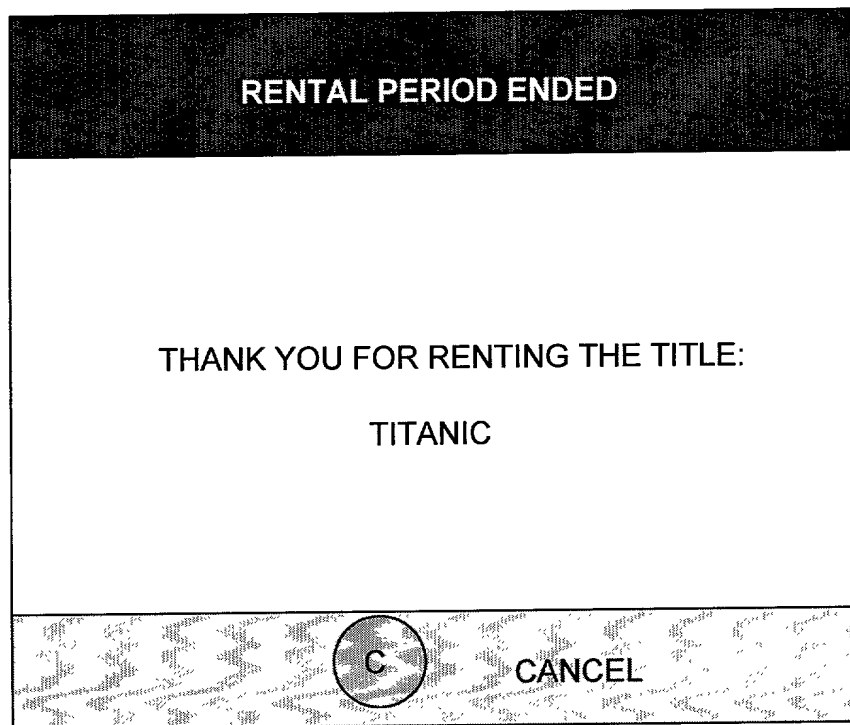 RENTAL PERIOD ENDED
THANK YOU FOR RENTING THE TITLE:
TITANIC
C CANCEL